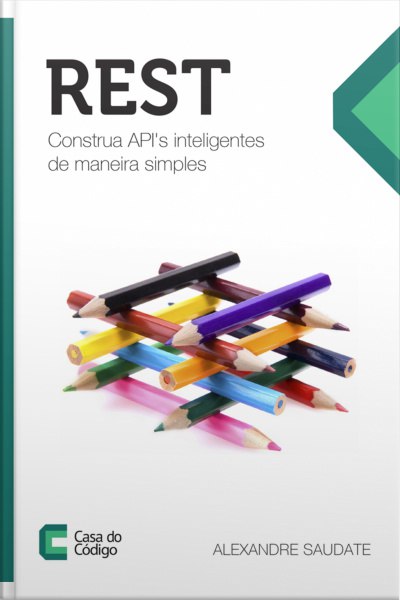 REST
Construa API's inteligentes
de maneira simples
Casa do
Código
ALEXANDRE SAUDATE